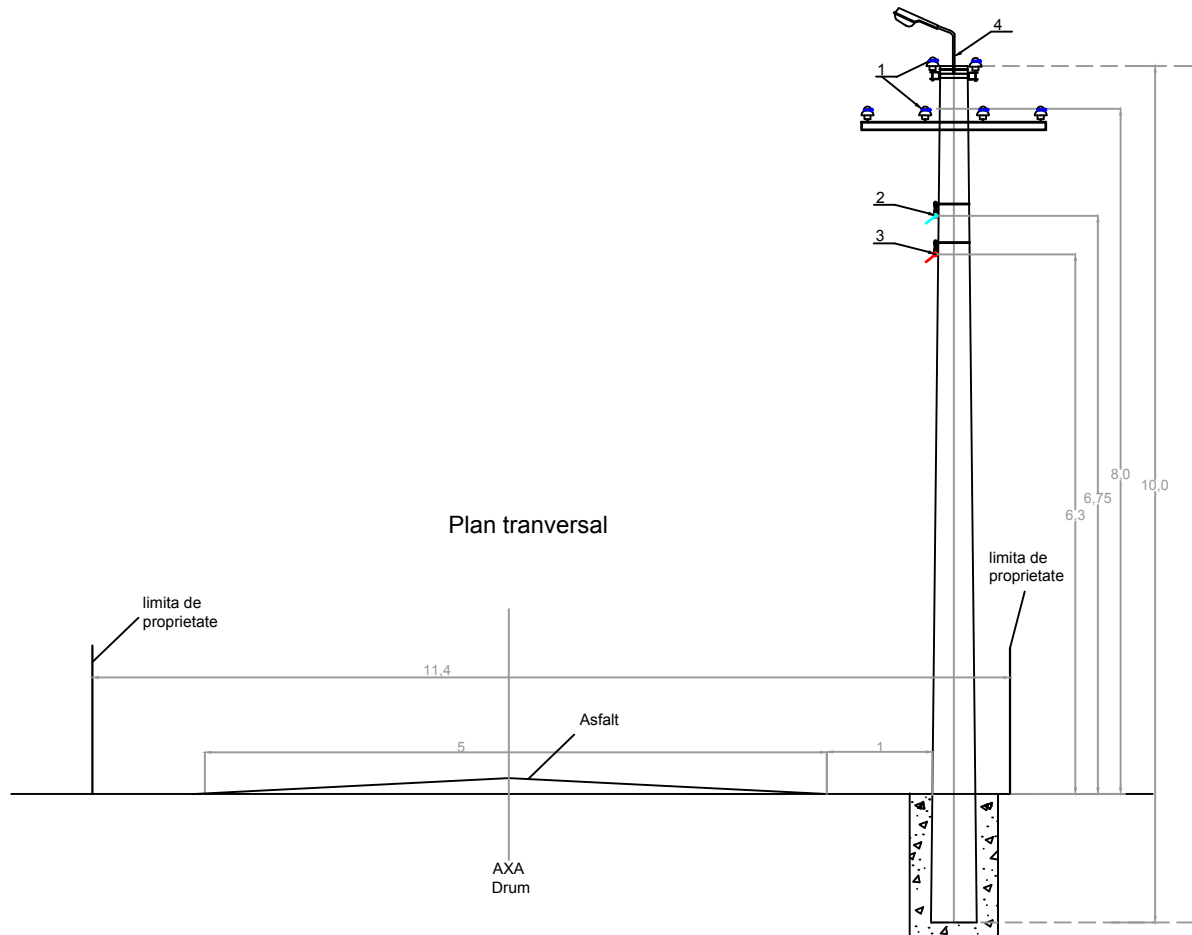 4
1
2
3
8,0
10,0
6,75
6,3
Plan tranversal
limita de
proprietate
limita de
proprietate
11,4
Asfalt
5
1
AXA
Drum